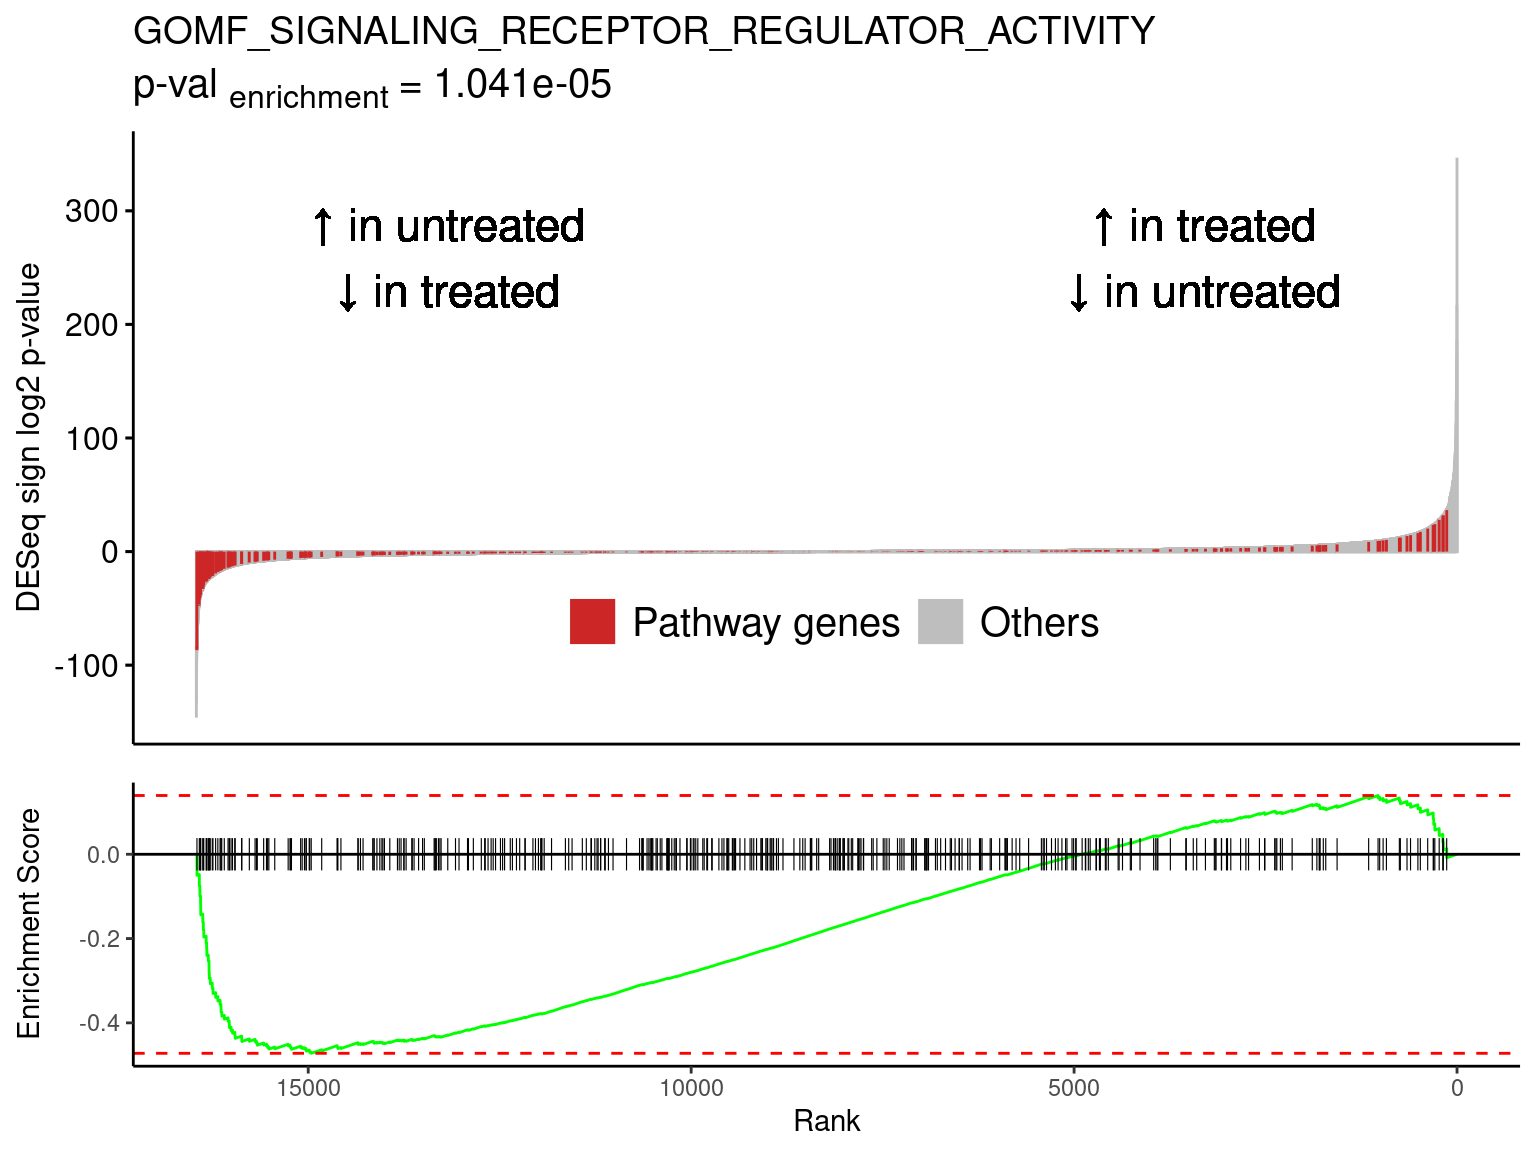 GOMF_SIGNALING_RECEPTOR_REGULATOR_ACTIVITY
p-val enrichment = 1.041e-05
DESeq sign log2 p-value
300
200
100
0
-100
↑ in untreated
↓ in treated
↑ in treated
↓ in untreated
Pathway genes
Others
Enrichment Score
0.0
-0.2
-0.4
15000
10000
5000
0
Rank